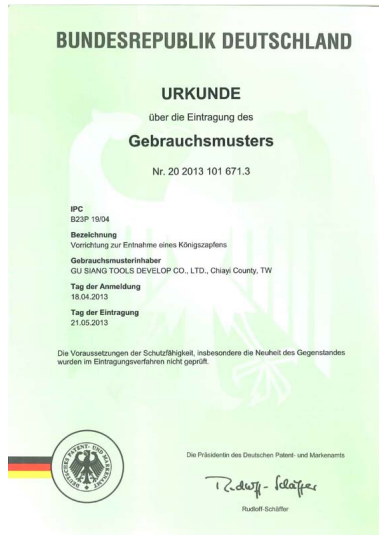 BUNDESREPUBLIK DEUTSCHLAND
URKUNDE
über die Eintragung des
Gebrauchsmusters
Nr. 20 2013 101 671.3
IPC
B23P 19/04
Bezeichnung
Vorrichtung zur Entnahme eines Königszapfens
Gebrauchsmusterinhaber
GU SIANG TOOLS DEVELOP CO., LTD., Chiayi County, TW
Tag der Anmeldung
18.04.2013
Tag der Eintragung
21.05.2013
Die Voraussetzungen der Schutzfähigkeit, insbesondere die Neuheit des Gegenstandes
wurden im Eintragungsverfahren nicht geprüft.
DEUTSCHES PATENT- UND MARKENAMT
Die Präsidentin des Deutschen Patent- und Markenamts
Rudloff-Schäffer
Rudloff-Schäffer